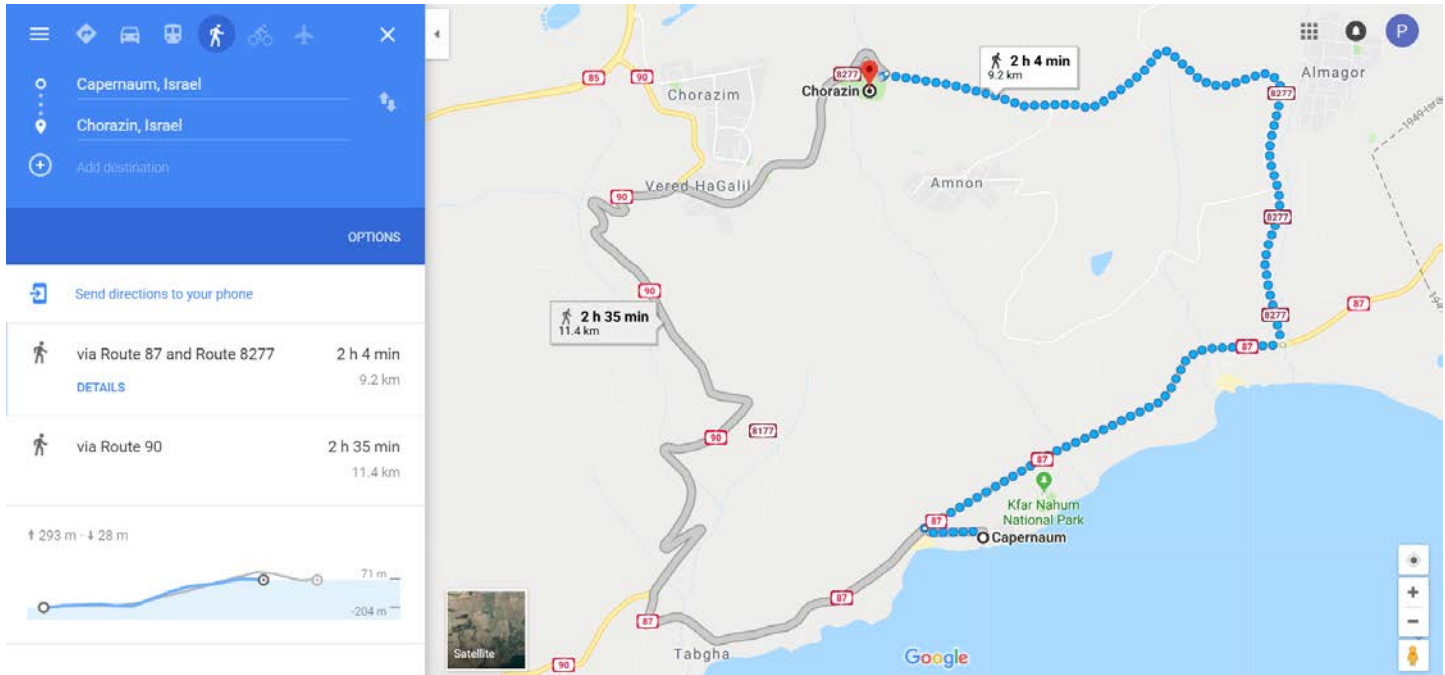 Capernaum, Israel
Chorazin, Israel
Add destination
OPTIONS
Send directions to your phone
via Route 87 and Route 8277
2 h 4 min
DETAILS
9.2 km
via Route 90
2 h 35 min
11.4 km
293 m · 28 m
71 m
-204 m
P
85
90
Chorazim
8277
Chorazin
2 h 4 min
9.2 km
Almagor
8277
Vered HaGalil
90
Amnon
8277
90
2 h 35 min
11.4 km
8277
87
87
90
8177
87
Kfar Nahum
National Park
87
Capernaum
87
87
Tabgha
90
Satellite
Google